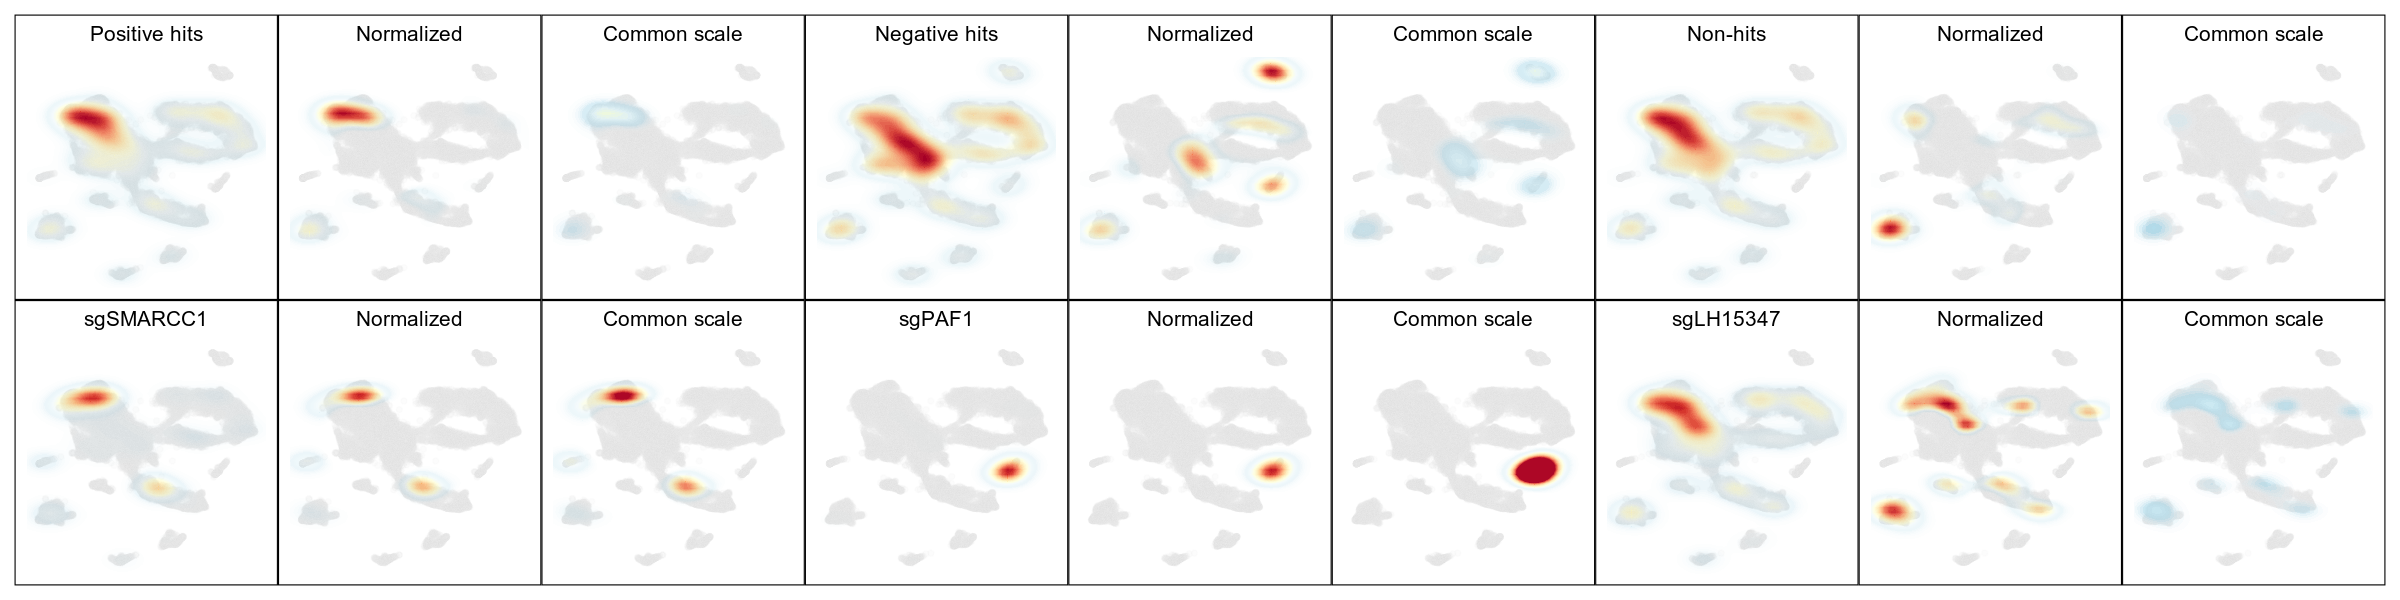 Positive hits
Normalized
Common scale
Negative hits
Normalized
Common scale
Non-hits
Normalized
Common scale
sgSMARCC1
Normalized
Common scale
sgPAF1
Normalized
Common scale
sgLH15347
Normalized
Common scale